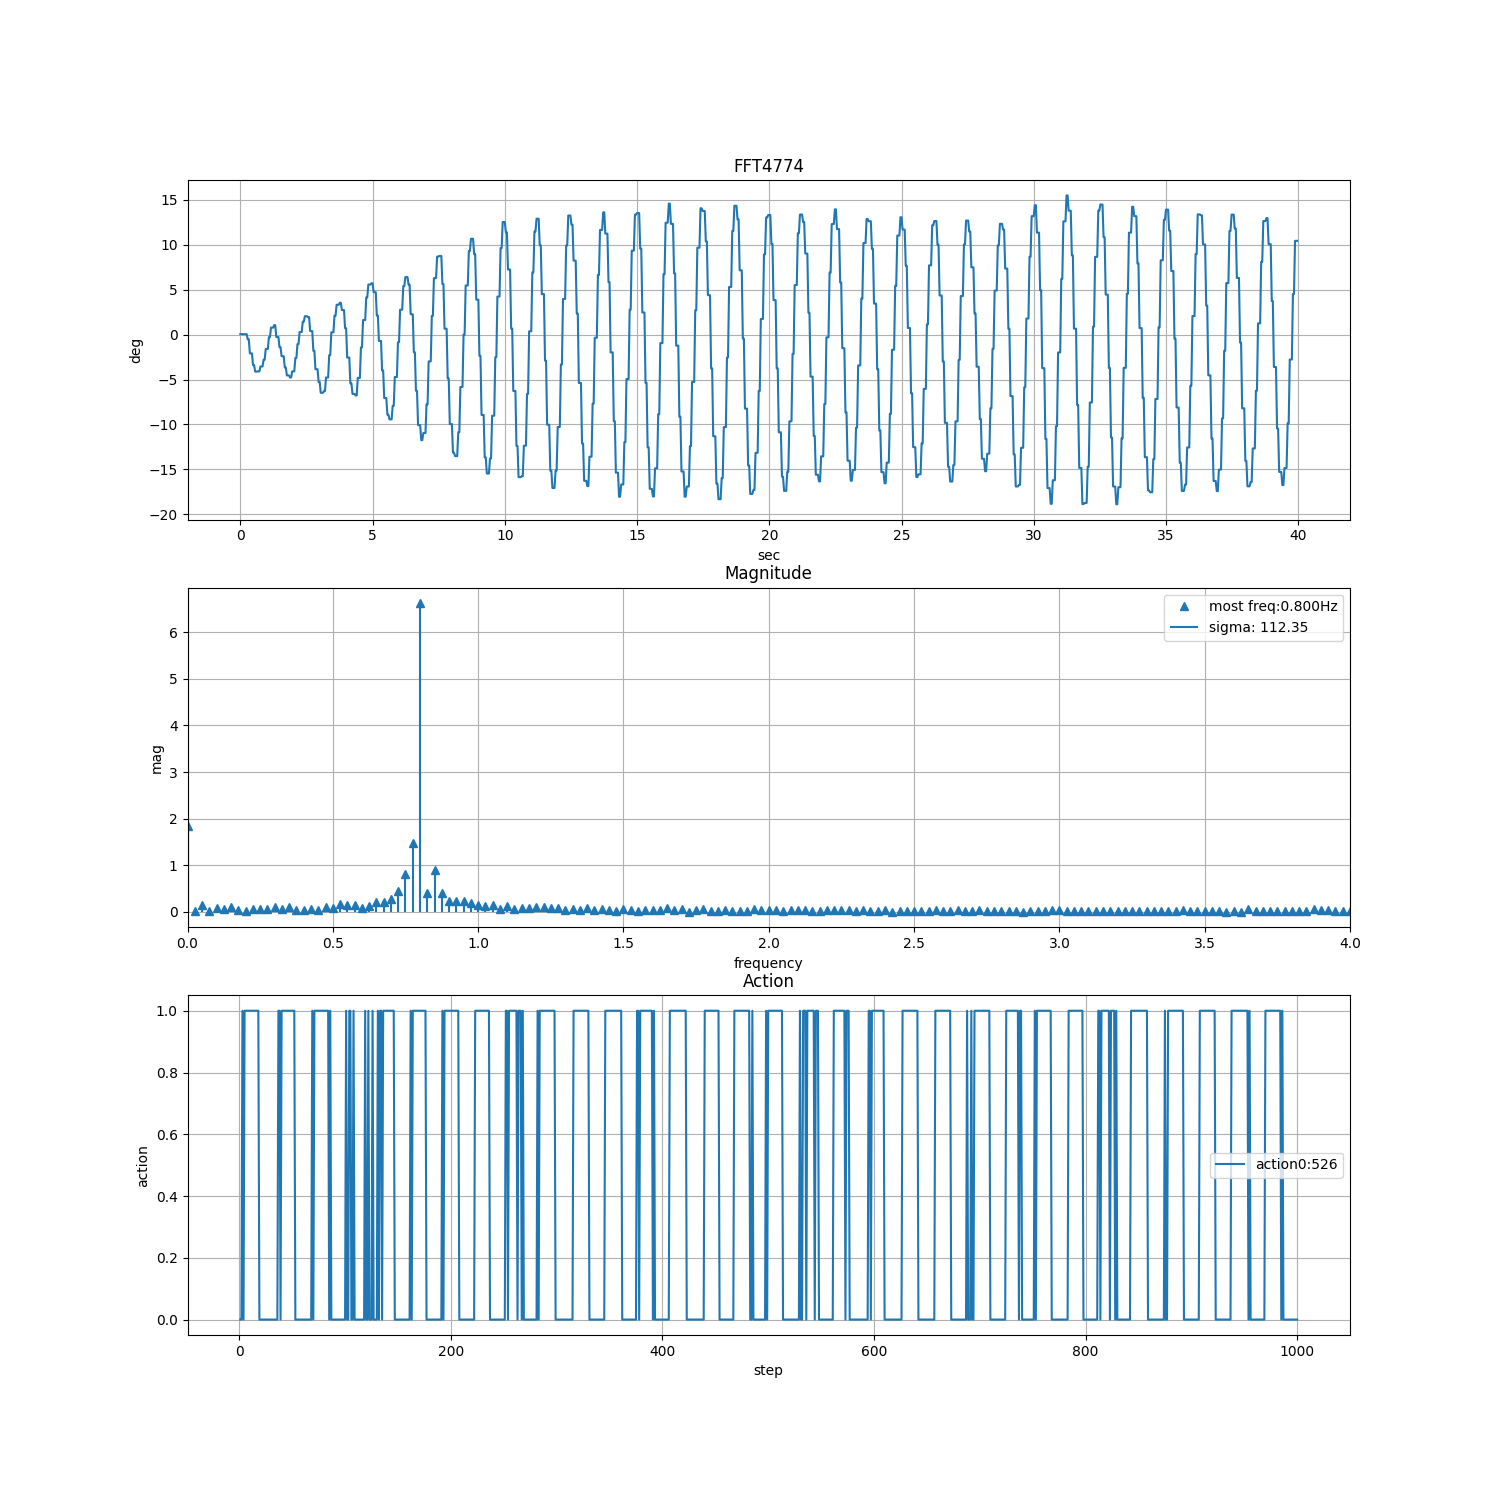 FFT4774
15
10
5
0
−5
−10
−15
−20
deg
0 5 10 15 20 25 30 35 40
sec
Magnitude
most freq:0.800Hz
sigma: 112.35
6
5
4
3
2
1
0
mag
0.0 0.5 1.0 1.5 2.0 2.5 3.0 3.5 4.0
frequency
Action
1.0
0.8
0.6
0.4
0.2
0.0
action
action0:526
0 200 400 600 800 1000
step